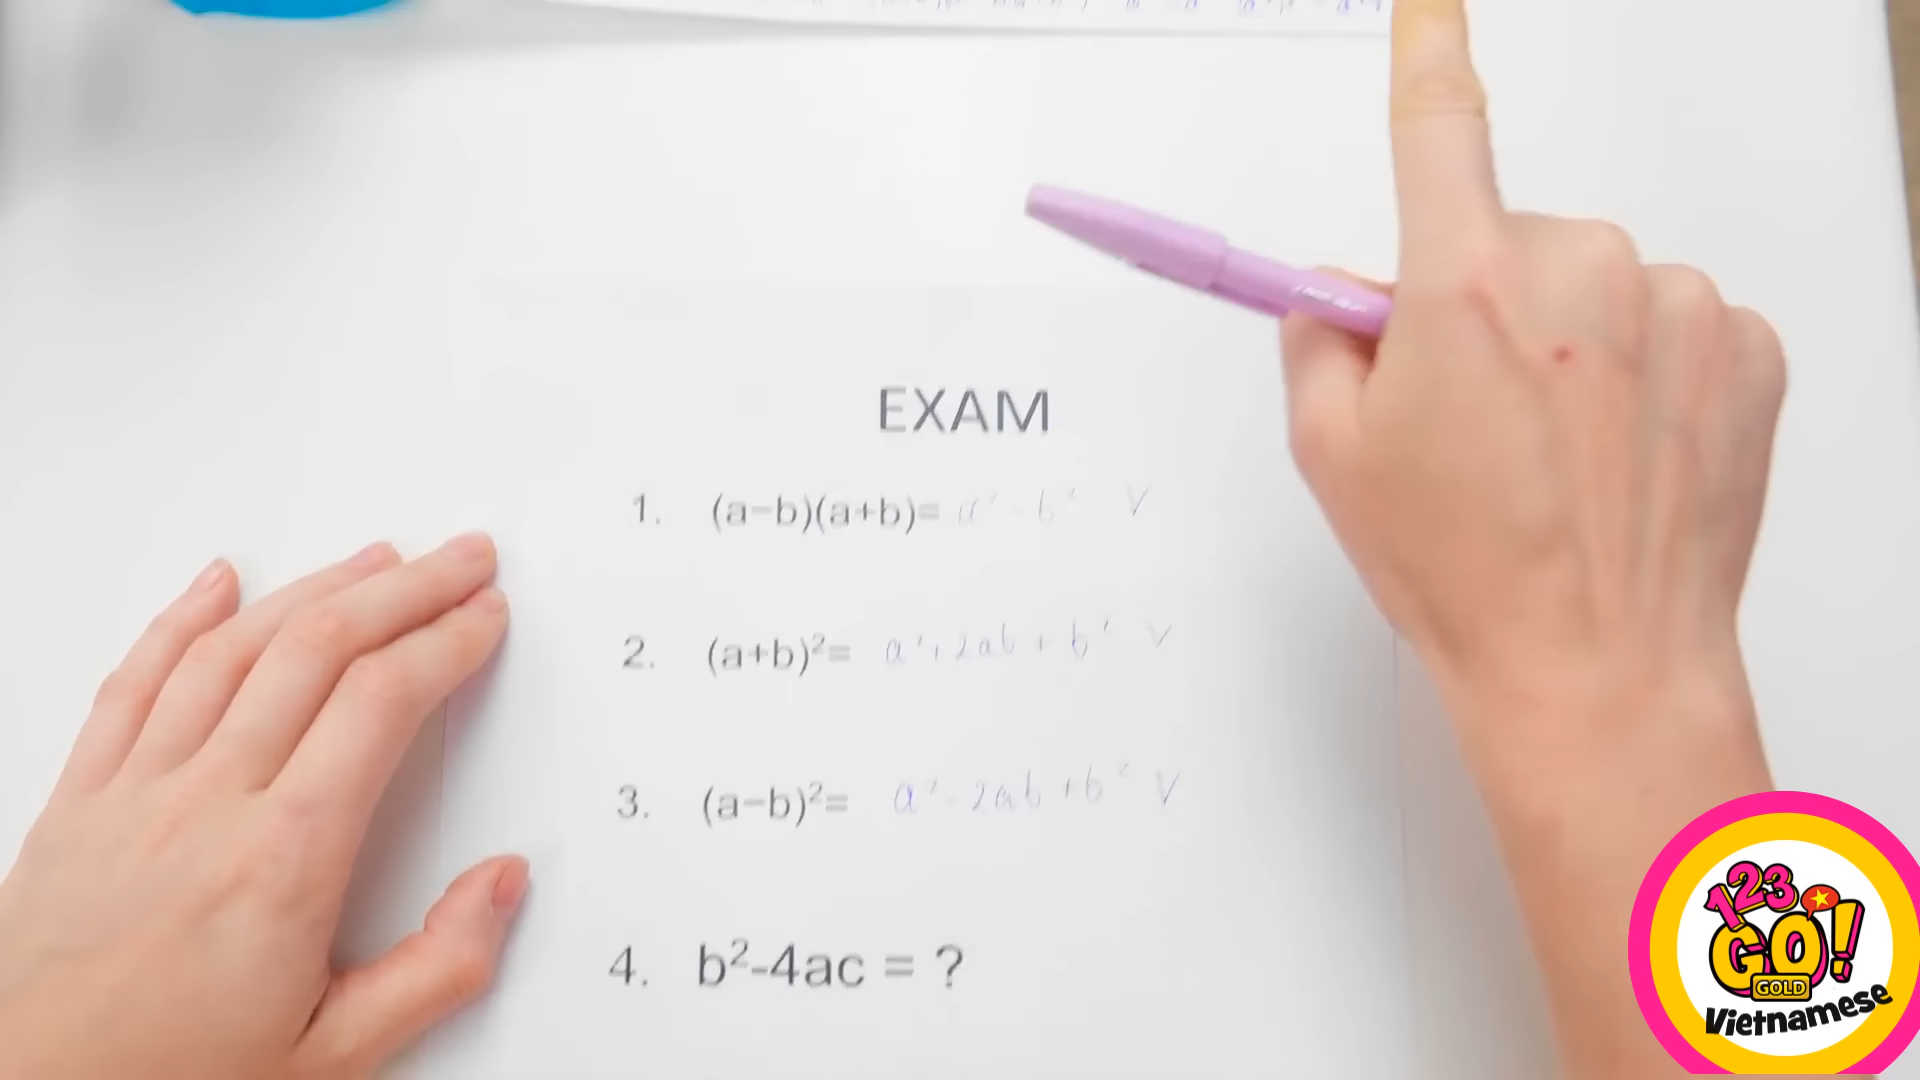 EXAM
1. (a−b)(a+b)= a² - b² V
2. (a+b)²= a² + 2ab + b² V
3. (a−b)²= a² - 2ab + b² V
4. b²-4ac = ?
123
GO!
GOLD
Vietnamese